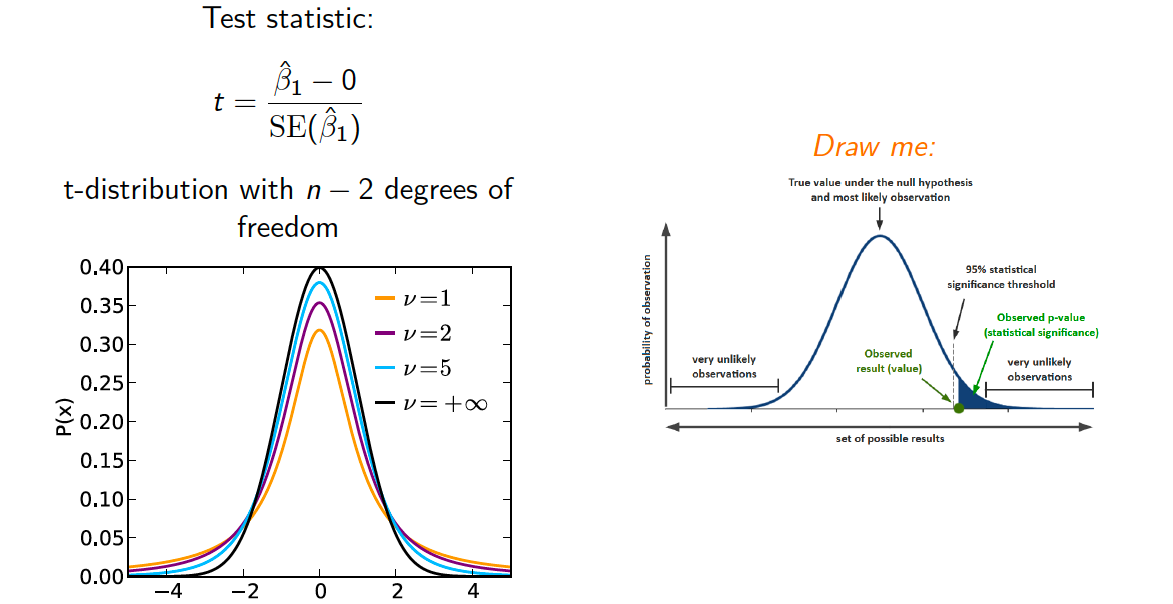 Test statistic:
t = β̂₁ − 0 / SE(β̂₁)
t-distribution with n − 2 degrees of
freedom
0.40
0.35
0.30
0.25
0.20
0.15
0.10
0.05
0.00
P(x)
−4 −2 0 2 4
ν=1
ν=2
ν=5
ν=+∞
Draw me:
True value under the null hypothesis
and most likely observation
probability of observation
95% statistical
significance threshold
Observed p-value
(statistical significance)
Observed
result (value)
very unlikely
observations
very unlikely
observations
set of possible results